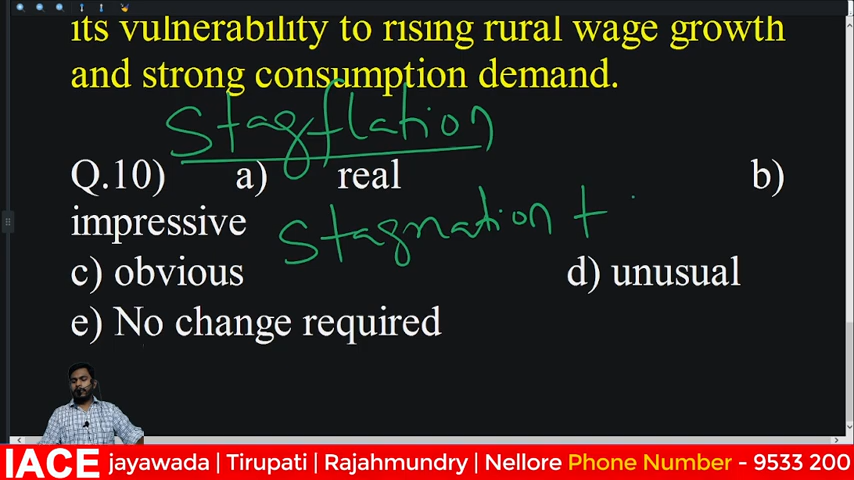 its vulnerability to rising rural wage growth
and strong consumption demand.
Stagflation
Q.10) a) real b)
impressive
Stagnation +
c) obvious d) unusual
e) No change required
IACE jayawada | Tirupati | Rajahmundry | Nellore Phone Number - 9533 200